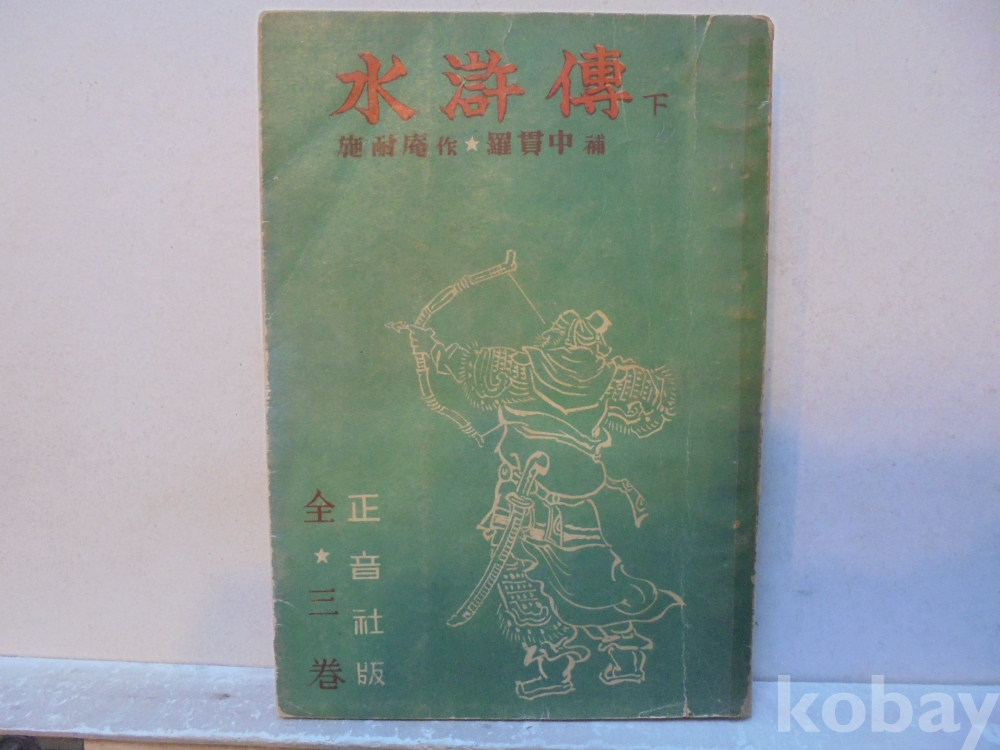 水滸傳 下
施耐庵 作 ★ 羅貫中 補
正音社版
全★三巻
kobay